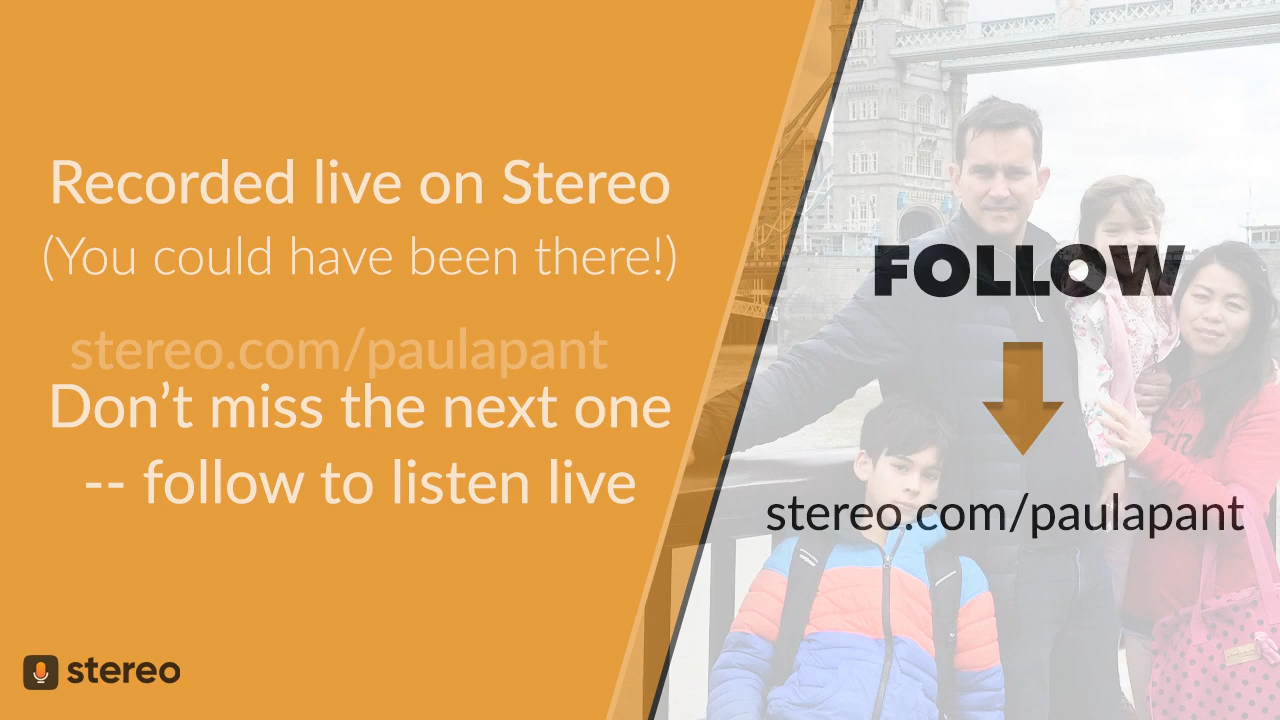 Recorded live on Stereo
(You could have been there!)
stereo.com/paulapant
Don’t miss the next one
-- follow to listen live
stereo
FOLLOW
stereo.com/paulapant